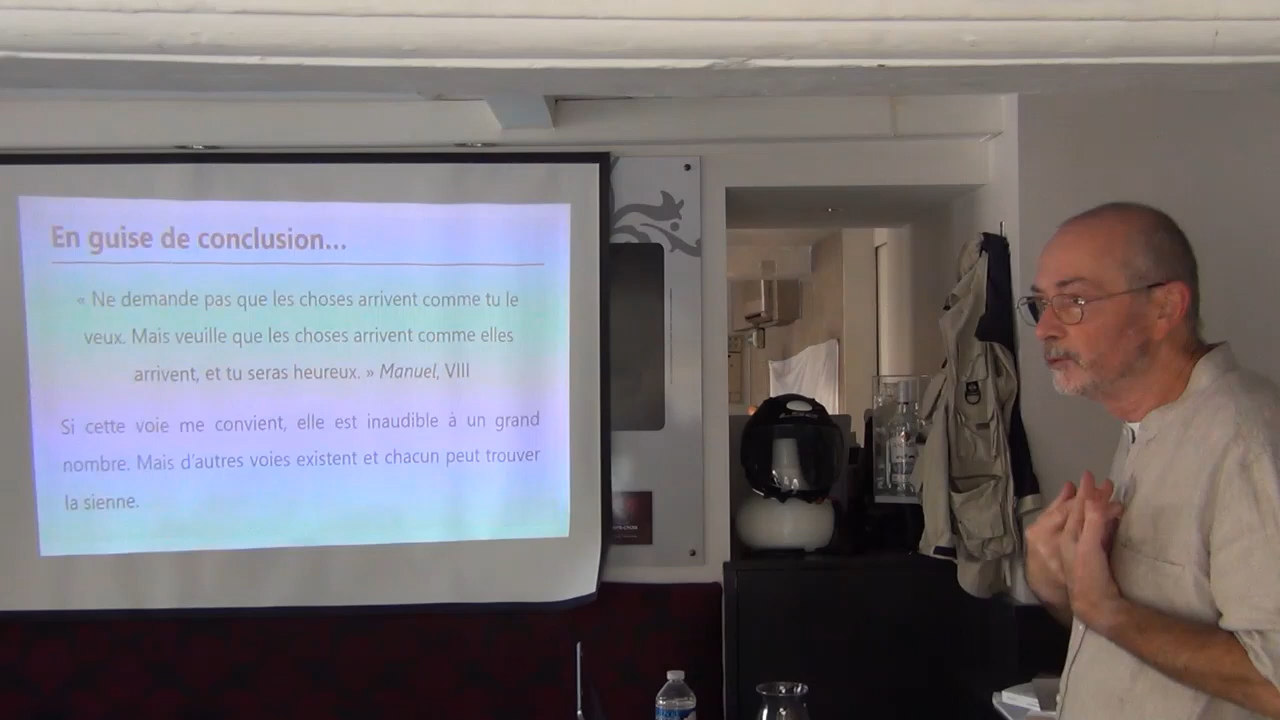 En guise de conclusion...
« Ne demande pas que les choses arrivent comme tu le
veux. Mais veuille que les choses arrivent comme elles
arrivent, et tu seras heureux. » Manuel, VIII
Si cette voie me convient, elle est inaudible à un grand
nombre. Mais d'autres voies existent et chacun peut trouver
la sienne.